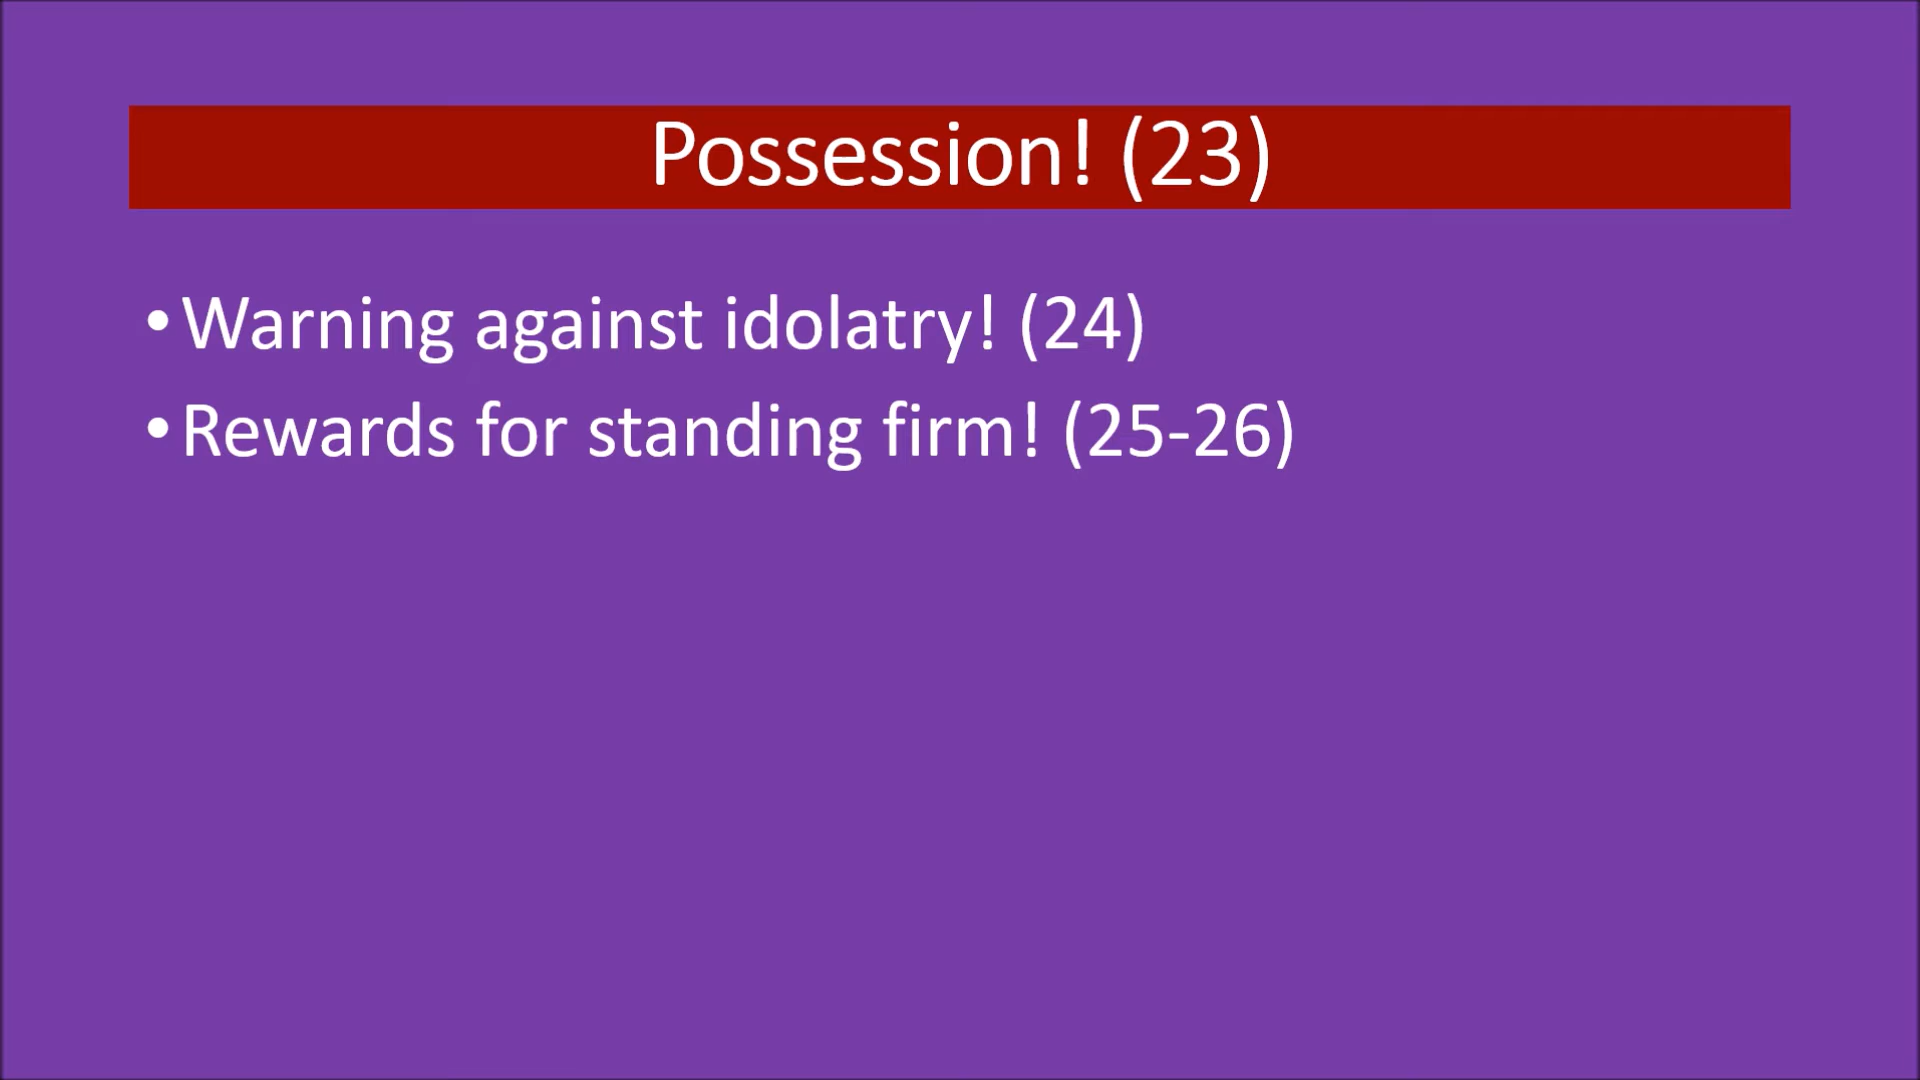 Possession! (23)
•Warning against idolatry! (24)
•Rewards for standing firm! (25-26)